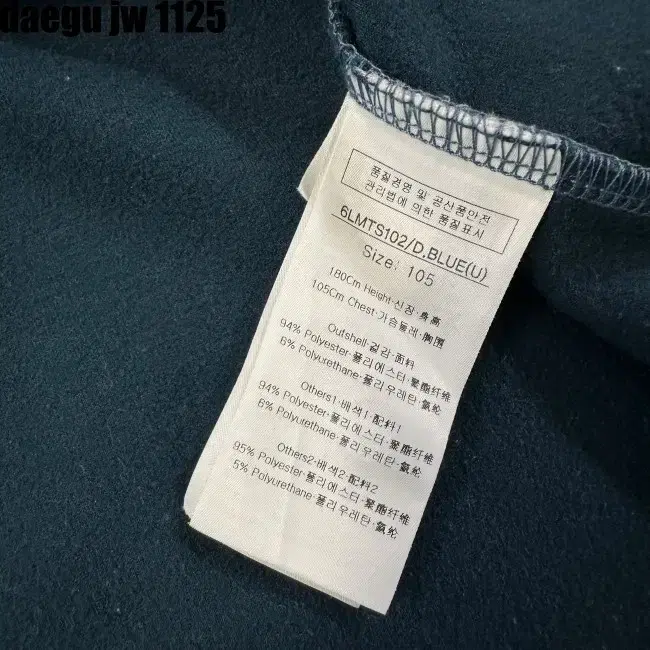 daegu jw 1125
품질경영 및 공산품안전
관리법에 의한 품질표시
6LMTS102/D.BLUE(U)
Size: 105
180Cm Height·신장·身高
105Cm Chest·가슴둘레·胸围
Outshell·겉감·面料
94% Polyester·폴리에스터·聚酯纤维
6% Polyurethane·폴리우레탄·氨纶
Others1·배색1·配料1
94% Polyester·폴리에스터·聚酯纤维
6% Polyurethane·폴리우레탄·氨纶
Others2·배색2·配料2
95% Polyester·폴리에스터·聚酯纤维
5% Polyurethane·폴리우레탄·氨纶